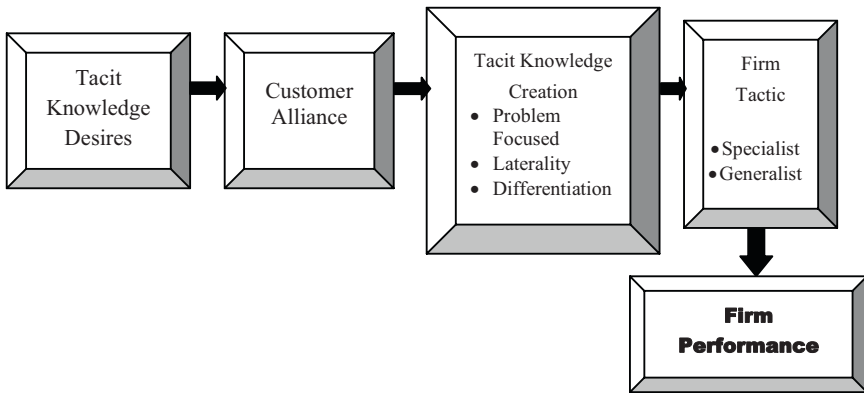 Tacit
Knowledge
Desires
Customer
Alliance
Tacit Knowledge
Creation
• Problem
Focused
• Laterality
• Differentiation
Firm
Tactic
• Specialist
• Generalist
Firm
Performance